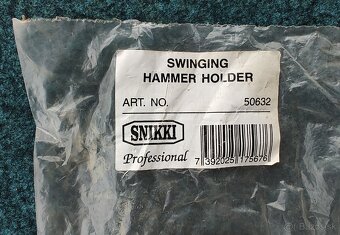 SWINGING
HAMMER HOLDER
ART. NO. 50632
SNIKKI
Professional
7 392025 175676